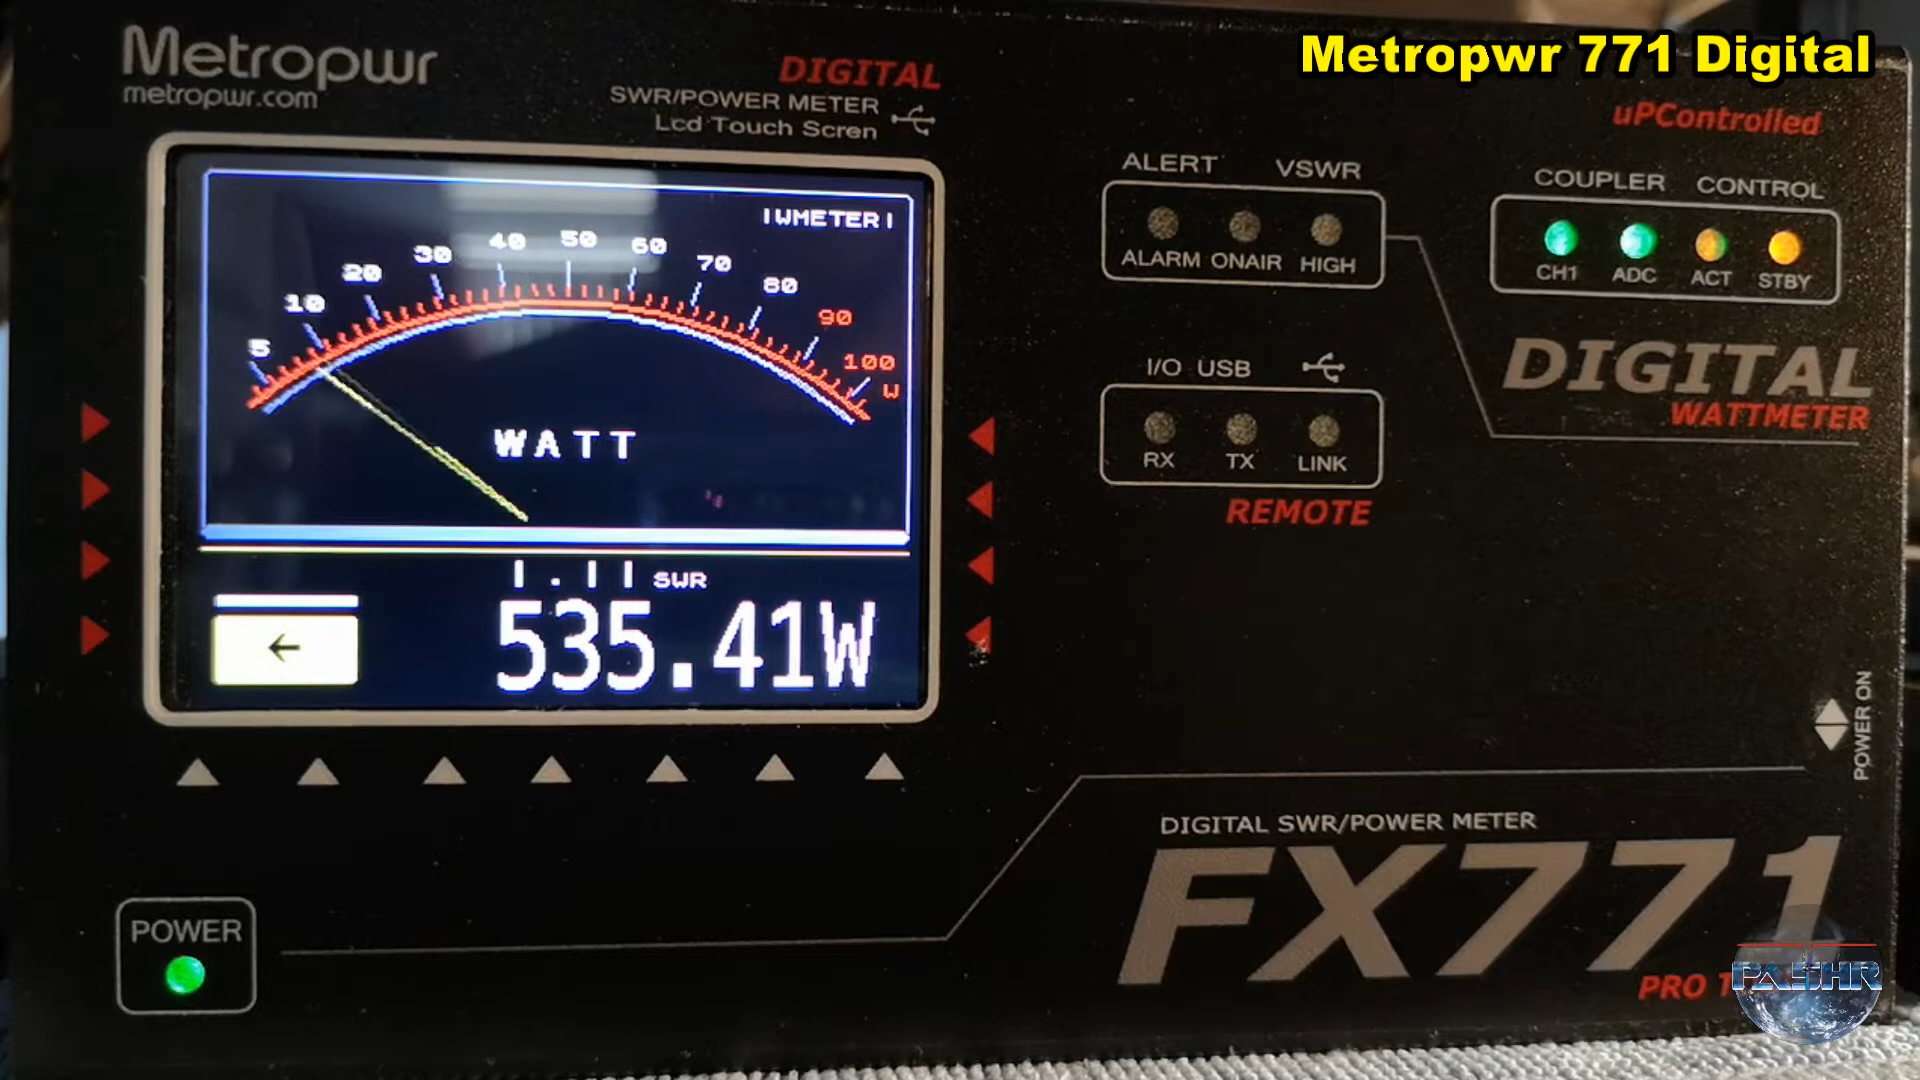 Metropwr 771 Digital
Metropwr
metropwr.com
DIGITAL
SWR/POWER METER
Lcd Touch Scren
uPControlled
|WMETER|
5 10 20 30 40 50 60 70 80 90 100
W
WATT
1.11 SWR
←
535.41W
ALERT VSWR
ALARM ONAIR HIGH
COUPLER CONTROL
CH1 ADC ACT STBY
DIGITAL
WATTMETER
I/O USB
RX TX LINK
REMOTE
POWER ON
DIGITAL SWR/POWER METER
FX771
PRO
POWER